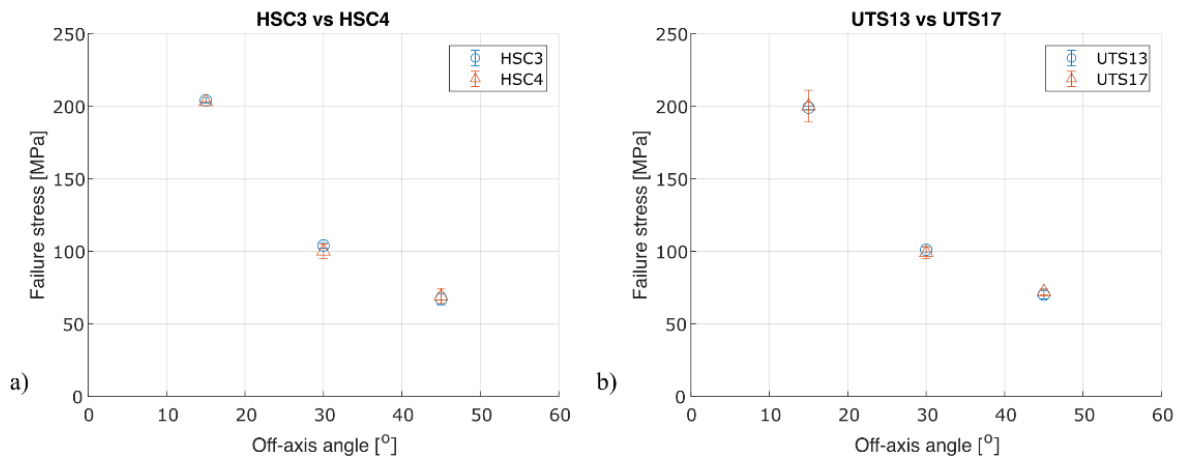 HSC3 vs HSC4
250
200
150
100
50
0
0 10 20 30 40 50 60
Failure stress [MPa]
Off-axis angle [°]
HSC3
HSC4
a)
UTS13 vs UTS17
250
200
150
100
50
0
0 10 20 30 40 50 60
Failure stress [MPa]
Off-axis angle [°]
UTS13
UTS17
b)